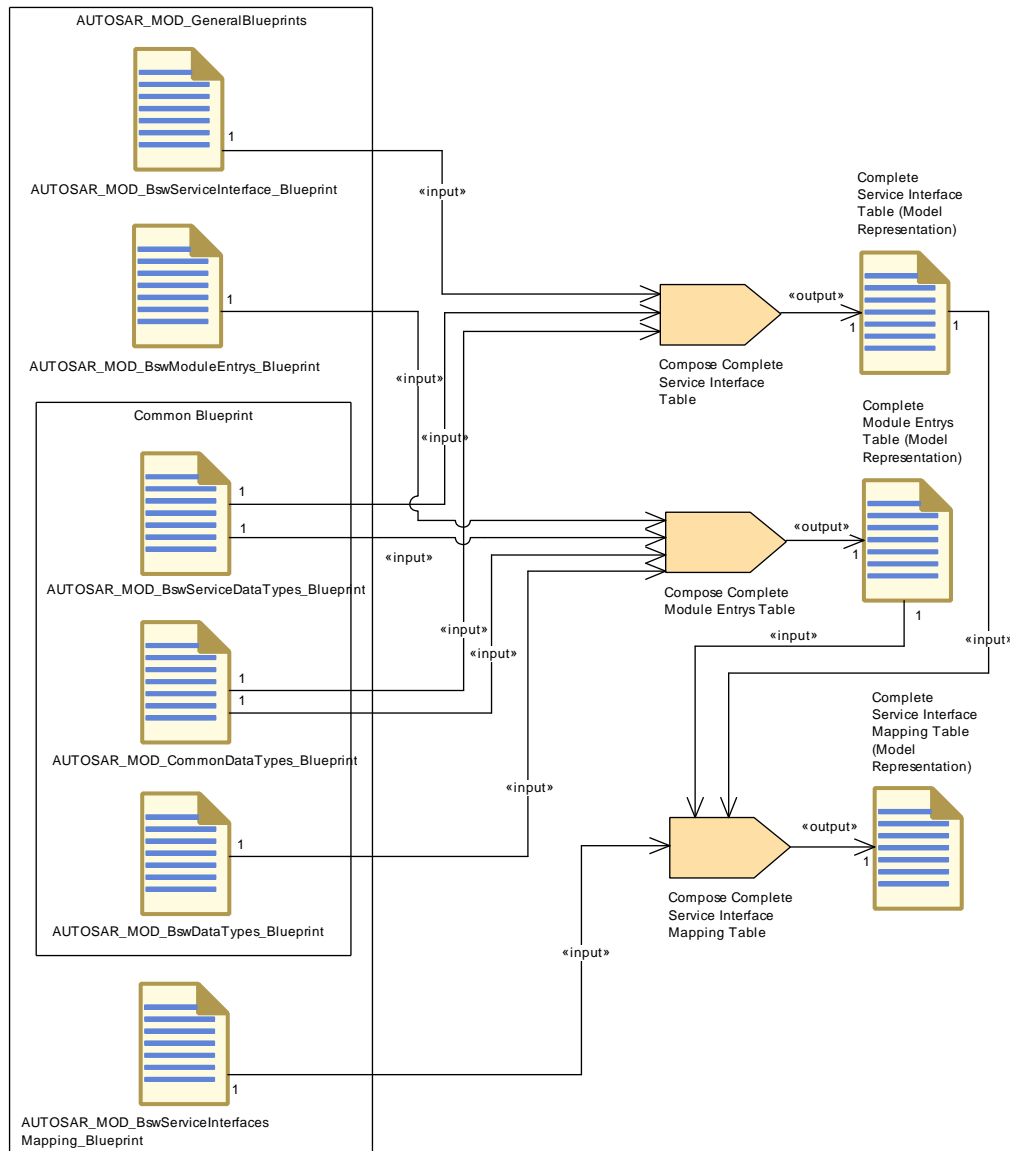 AUTOSAR_MOD_GeneralBlueprints
1
AUTOSAR_MOD_BswServiceInterface_Blueprint
«input»
1
AUTOSAR_MOD_BswModuleEntrys_Blueprint
«input»
Common Blueprint
1
1
«input»
«input»
AUTOSAR_MOD_BswServiceDataTypes_Blueprint
1
1
«input»
«input»
AUTOSAR_MOD_CommonDataTypes_Blueprint
1
«input»
AUTOSAR_MOD_BswDataTypes_Blueprint
1
«input»
AUTOSAR_MOD_BswServiceInterfaces
Mapping_Blueprint
Compose Complete
Service Interface
Table
«output»
1
Complete
Service Interface
Table (Model
Representation)
1
«input»
Compose Complete
Module Entrys Table
«output»
1
Complete
Module Entrys
Table (Model
Representation)
1
«input»
Compose Complete
Service Interface
Mapping Table
«output»
1
Complete
Service Interface
Mapping Table
(Model
Representation)